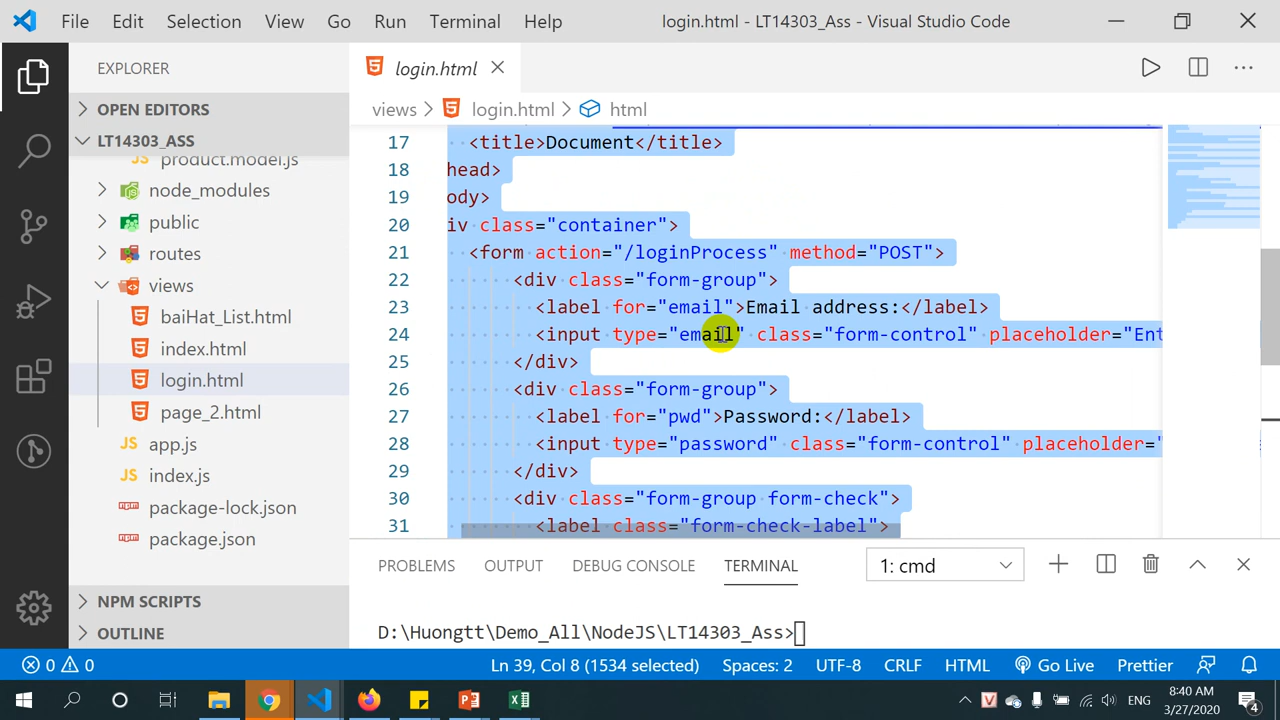 File Edit Selection View Go Run Terminal Help login.html - LT14303_Ass - Visual Studio Code
EXPLORER
OPEN EDITORS
LT14303_ASS
product.model.js
node_modules
public
routes
views
baiHat_List.html
index.html
login.html
page_2.html
app.js
index.js
package-lock.json
package.json
NPM SCRIPTS
OUTLINE
login.html
views login.html html
17 <title>Document</title>
18 head>
19 ody>
20 iv class="container">
21 <form action="/loginProcess" method="POST">
22 <div class="form-group">
23 <label for="email">Email address:</label>
24 <input type="email" class="form-control" placeholder="Ent
25 </div>
26 <div class="form-group">
27 <label for="pwd">Password:</label>
28 <input type="password" class="form-control" placeholder="
29 </div>
30 <div class="form-group form-check">
31 <label class="form-check-label">
PROBLEMS OUTPUT DEBUG CONSOLE TERMINAL 1: cmd
D:\Huongtt\Demo_All\NodeJS\LT14303_Ass>
0 0 Ln 39, Col 8 (1534 selected) Spaces: 2 UTF-8 CRLF HTML Go Live Prettier
ENG 8:40 AM
3/27/2020 4